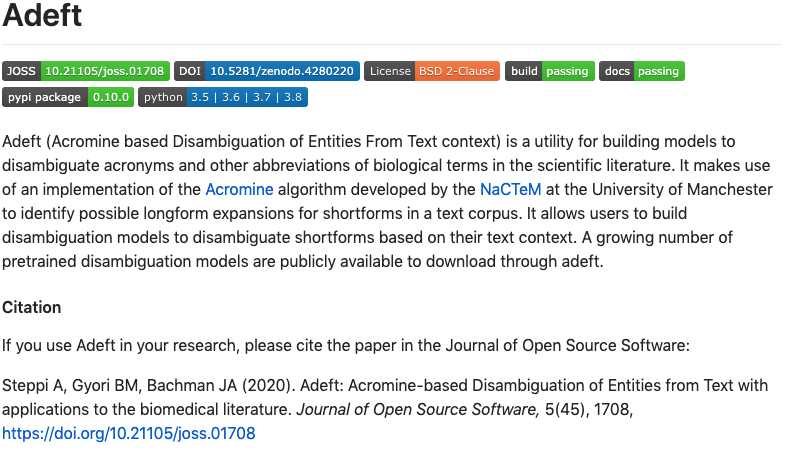 Adeft
JOSS 10.21105/joss.01708 DOI 10.5281/zenodo.4280220 License BSD 2-Clause build passing docs passing
pypi package 0.10.0 python 3.5 | 3.6 | 3.7 | 3.8
Adeft (Acromine based Disambiguation of Entities From Text context) is a utility for building models to
disambiguate acronyms and other abbreviations of biological terms in the scientific literature. It makes use
of an implementation of the Acromine algorithm developed by the NaCTeM at the University of Manchester
to identify possible longform expansions for shortforms in a text corpus. It allows users to build
disambiguation models to disambiguate shortforms based on their text context. A growing number of
pretrained disambiguation models are publicly available to download through adeft.
Citation
If you use Adeft in your research, please cite the paper in the Journal of Open Source Software:
Steppi A, Gyori BM, Bachman JA (2020). Adeft: Acromine-based Disambiguation of Entities from Text with
applications to the biomedical literature. Journal of Open Source Software, 5(45), 1708,
https://doi.org/10.21105/joss.01708